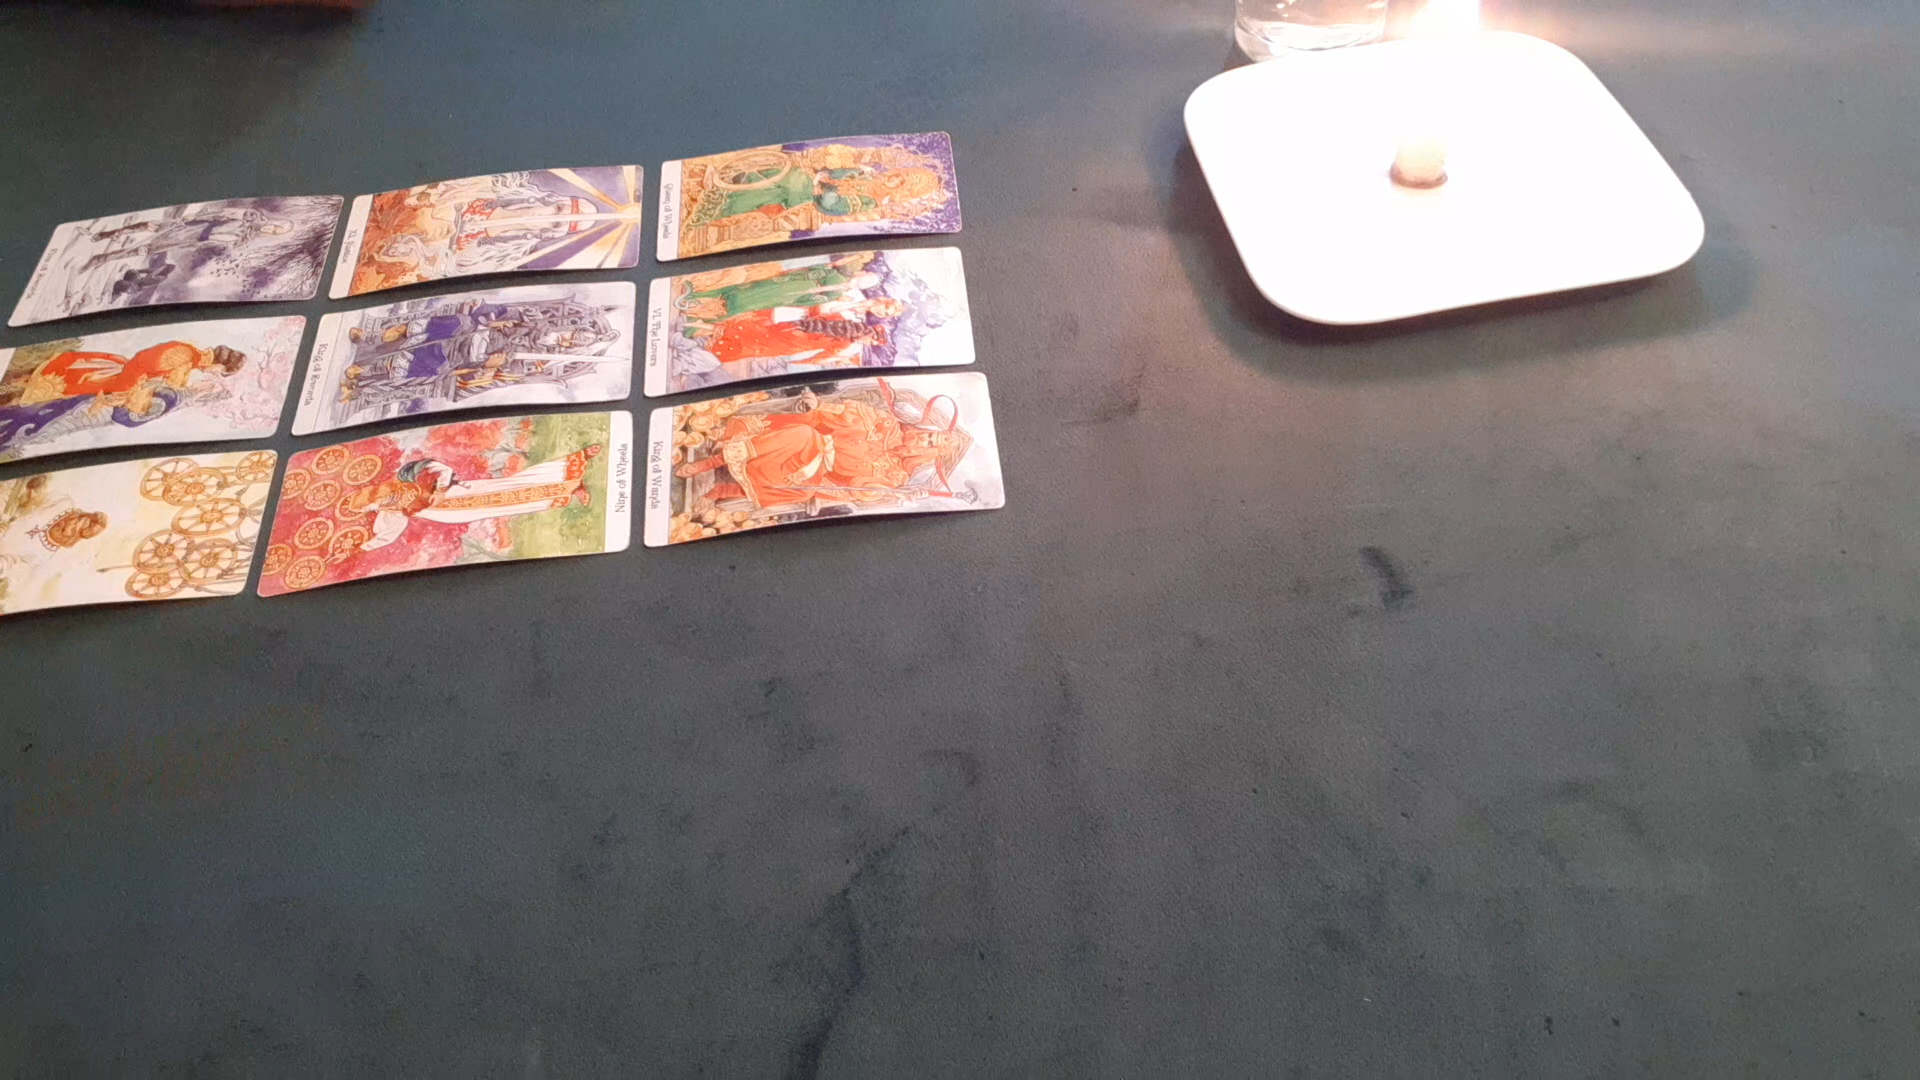 XI. Justice
Queen of Wheels
King of Swords
VI. The Lovers
Nine of Wheels
King of Wands